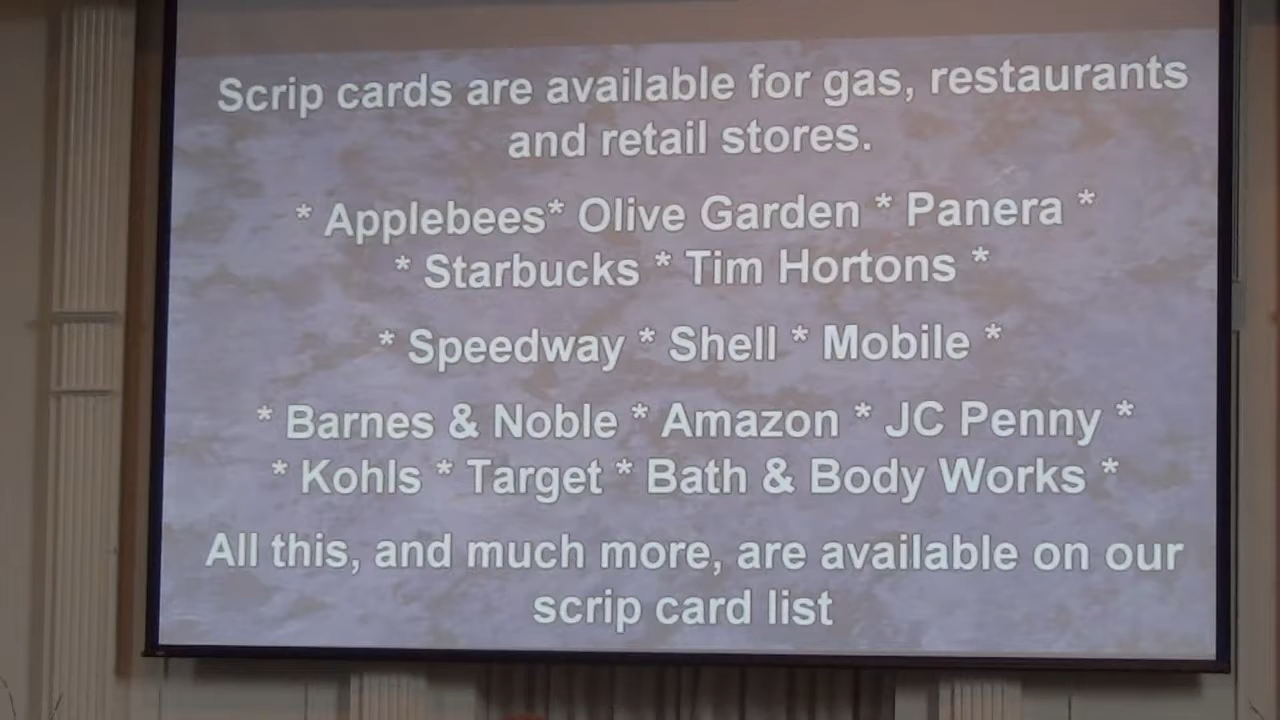 Scrip cards are available for gas, restaurants
and retail stores.
* Applebees* Olive Garden * Panera *
* Starbucks * Tim Hortons *
* Speedway * Shell * Mobile *
* Barnes & Noble * Amazon * JC Penny *
* Kohls * Target * Bath & Body Works *
All this, and much more, are available on our
scrip card list